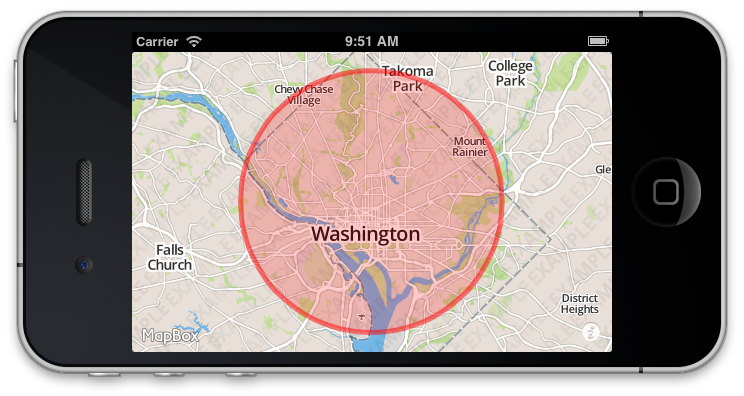 Carrier
9:51 AM
Takoma
Park
College
Park
Chevy Chase
Village
Mount
Rainier
Gle
Washington
Falls
Church
District
Heights
MapBox